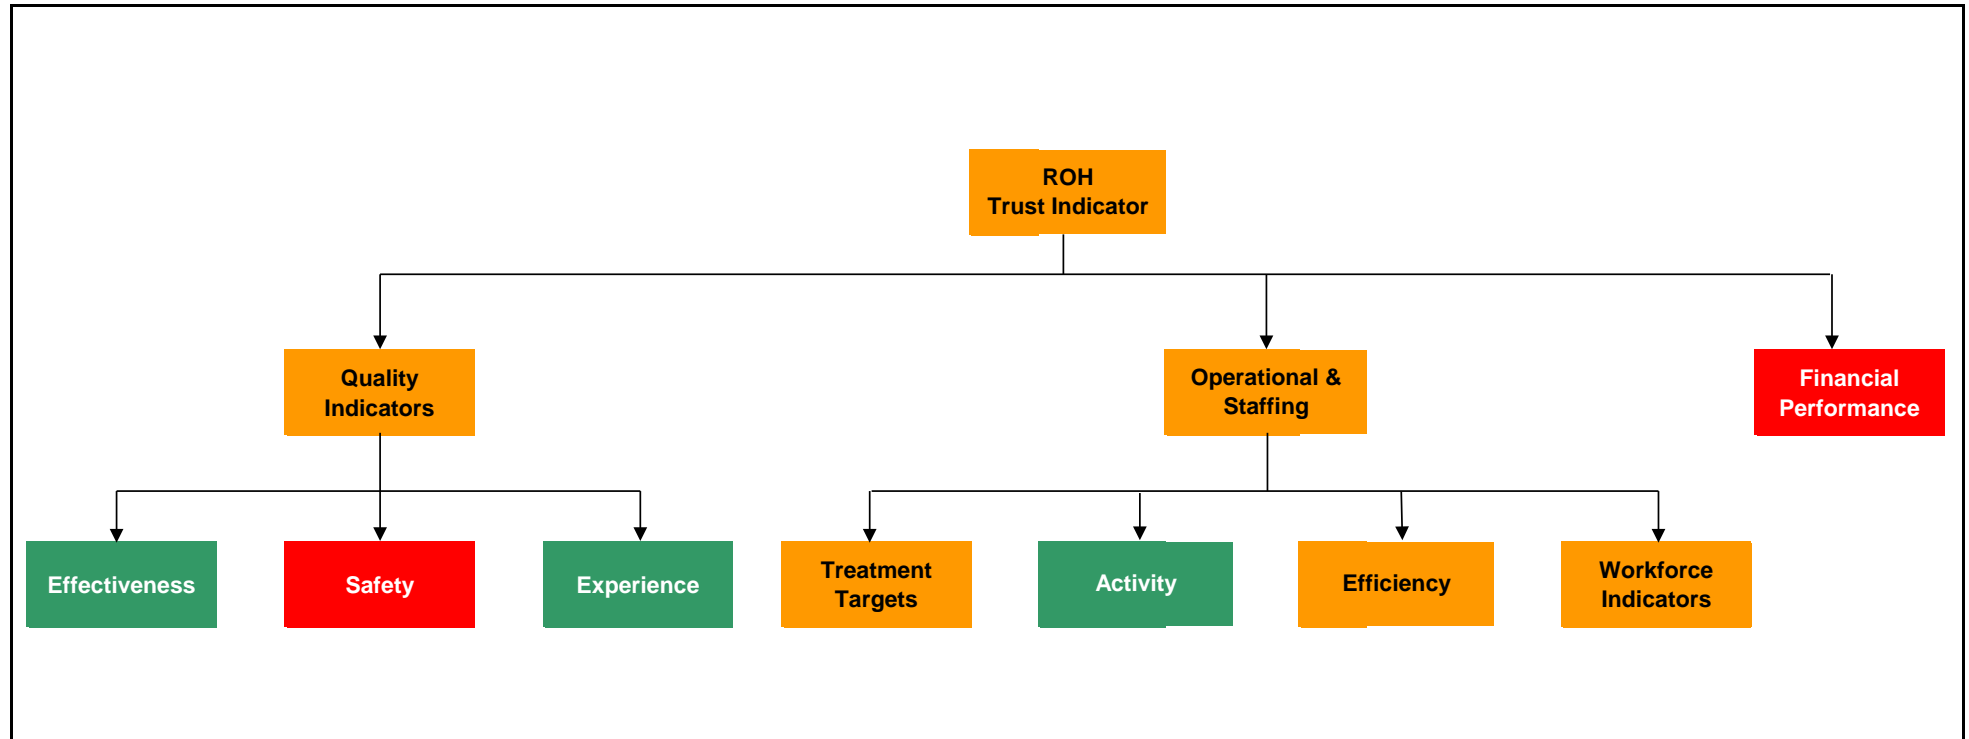 ROH
Trust Indicator
Quality
Indicators
Operational &
Staffing
Financial
Performance
Effectiveness
Safety
Experience
Treatment
Targets
Activity
Efficiency
Workforce
Indicators